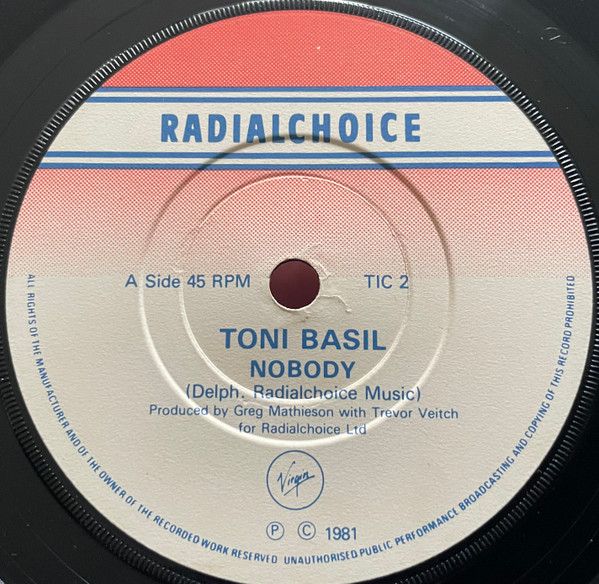 RADIALCHOICE
A Side 45 RPM
TIC 2
TONI BASIL
NOBODY
(Delph. Radialchoice Music)
Produced by Greg Mathieson with Trevor Veitch
for Radialchoice Ltd
Virgin
Ⓟ © 1981
ALL RIGHTS OF THE MANUFACTURER AND OF THE OWNER OF THE RECORDED WORK RESERVED UNAUTHORISED PUBLIC PERFORMANCE BROADCASTING AND COPYING OF THIS RECORD PROHIBITED